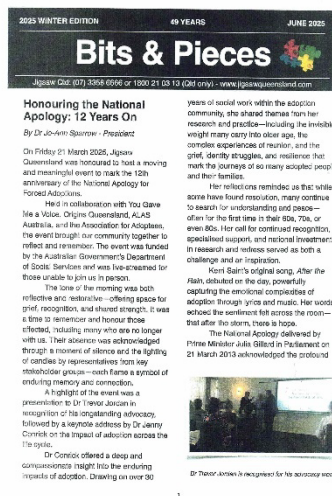 2025 WINTER EDITION 49 YEARS JUNE 2025
Bits & Pieces
Jigsaw Qld: (07) 3358 6666 or 1800 21 03 13 (Qld only) - www.jigsawqueensland.com
Honouring the National
Apology: 12 Years On
By Dr Jo-Ann Sparrow - President
On Friday 21 March 2025, Jigsaw
Queensland was honoured to host a moving
and meaningful event to mark the 12th
anniversary of the National Apology for
Forced Adoptions.
Held in collaboration with You Gave
Me a Voice, Origins Queensland, ALAS
Australia, and the Association for Adoptees,
the event brought our community together to
reflect and remember. The event was funded
by the Australian Government's Department
of Social Services and was live-streamed for
those unable to join us in person.
The tone of the morning was both
reflective and restorative—offering space for
grief, recognition, and shared strength. It was
a time to remember and honour those
affected, including many who are no longer
with us. Their absence was acknowledged
through a moment of silence and the lighting
of candles by representatives from key
stakeholder groups—each flame a symbol of
enduring memory and connection.
A highlight of the event was a
presentation to Dr Trevor Jordan in
recognition of his longstanding advocacy,
followed by a keynote address by Dr Jenny
Conrick on the impact of adoption across the
life cycle.
Dr Conrick offered a deep and
compassionate insight into the enduring
impacts of adoption. Drawing on over 30
years of social work within the adoption
community, she shared themes from her
research and practice—including the invisible
weight many carry into older age, the
complex experiences of reunion, and the
grief, identity struggles, and resilience that
mark the journeys of so many adopted people
and their families.
Her reflections reminded us that while
some have found resolution, many continue
to search for understanding and peace—
often for the first time in their 60s, 70s, or
even 80s. Her call for continued recognition,
specialised support, and national investment
in research and redress served as both a
challenge and an inspiration.
Kerri Saint's original song, After the
Rain, debuted on the day, powerfully
capturing the emotional complexities of
adoption through lyrics and music. Her words
echoed the sentiment felt across the room—
that after the storm, there is hope.
The National Apology delivered by
Prime Minister Julia Gillard in Parliament on
21 March 2013 acknowledged the profound
Dr Trevor Jordan is recognised for his advocacy
1